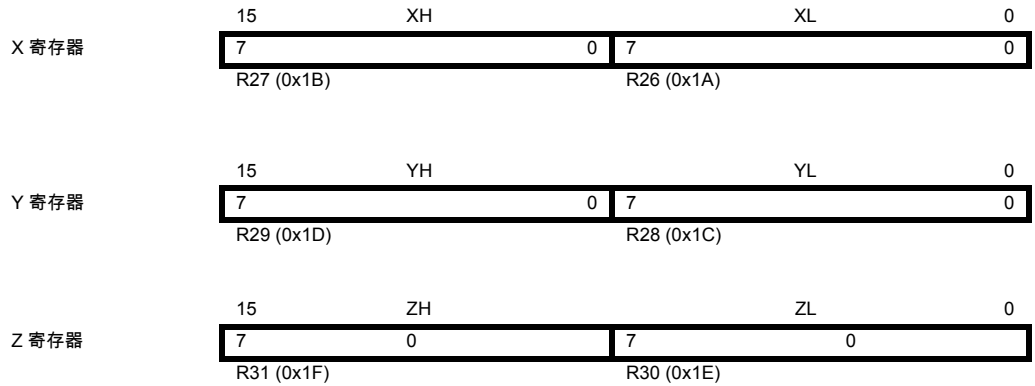 15 XH XL 0
X 寄存器 7 0 7 0
R27 (0x1B) R26 (0x1A)
15 YH YL 0
Y 寄存器 7 0 7 0
R29 (0x1D) R28 (0x1C)
15 ZH ZL 0
Z 寄存器 7 0 7 0
R31 (0x1F) R30 (0x1E)